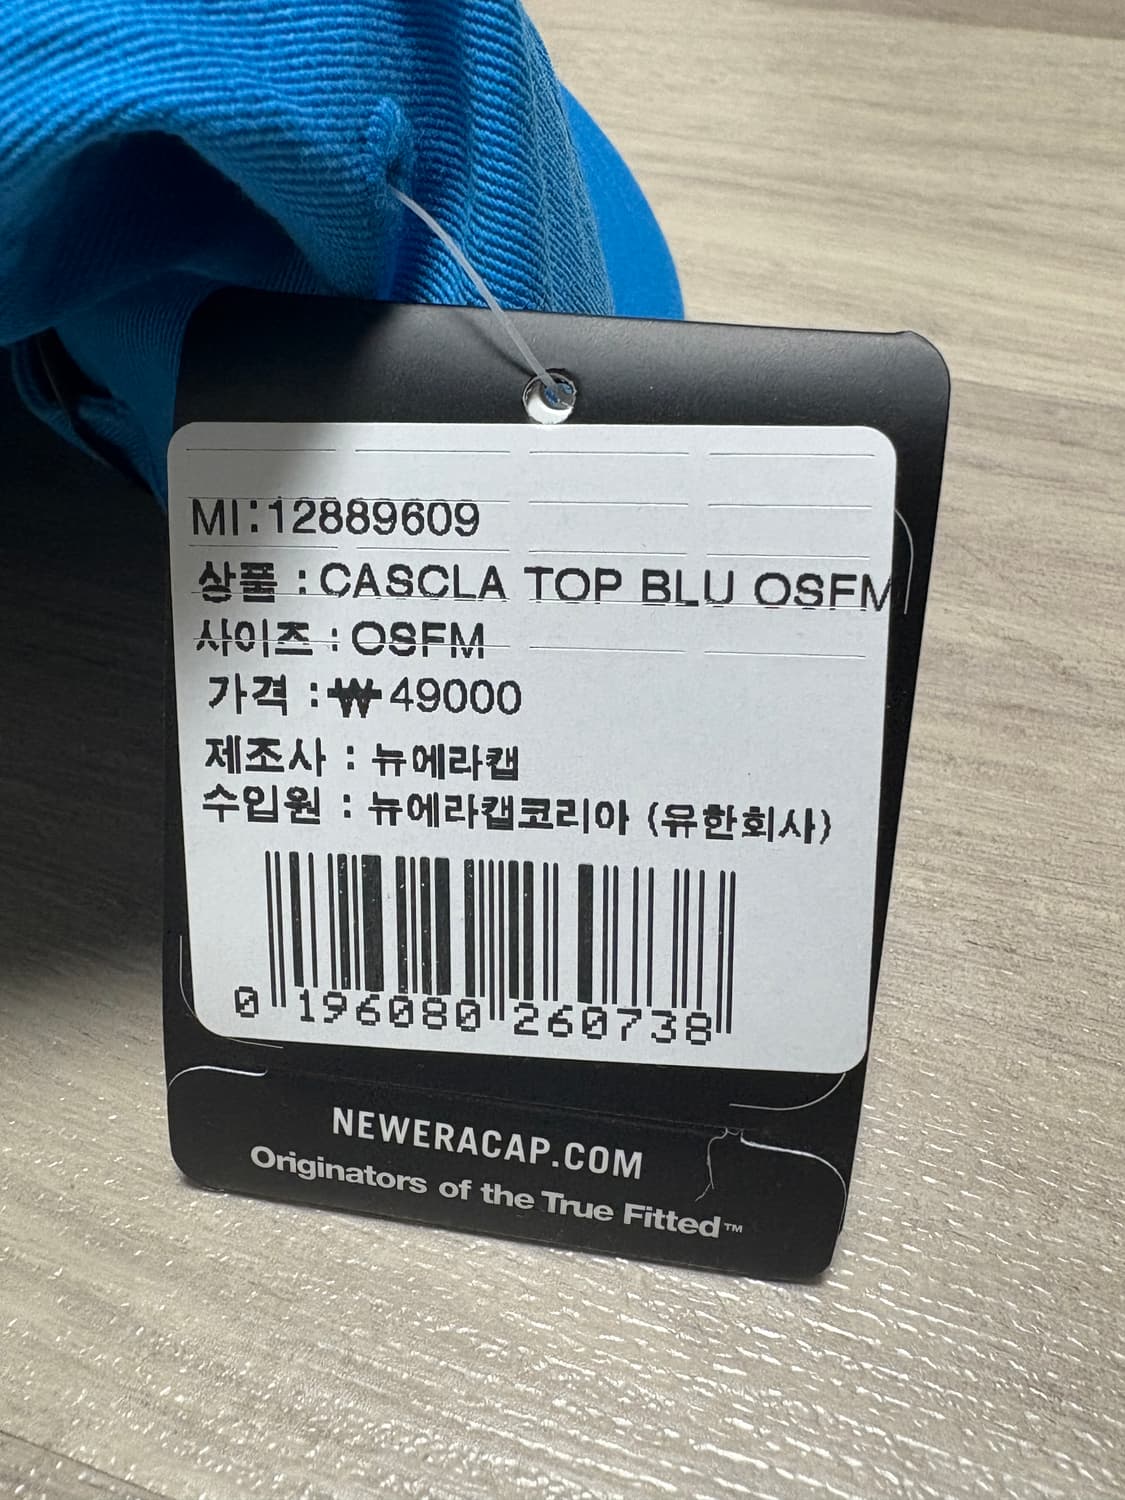 MI:12889609
상품 : CASCLA TOP BLU OSFM
사이즈 : OSFM
가격 : ₩49000
제조사 : 뉴에라캡
수입원 : 뉴에라캡코리아 (유한회사)
0 196080 260738
NEWERACAP.COM
Originators of the True Fitted™